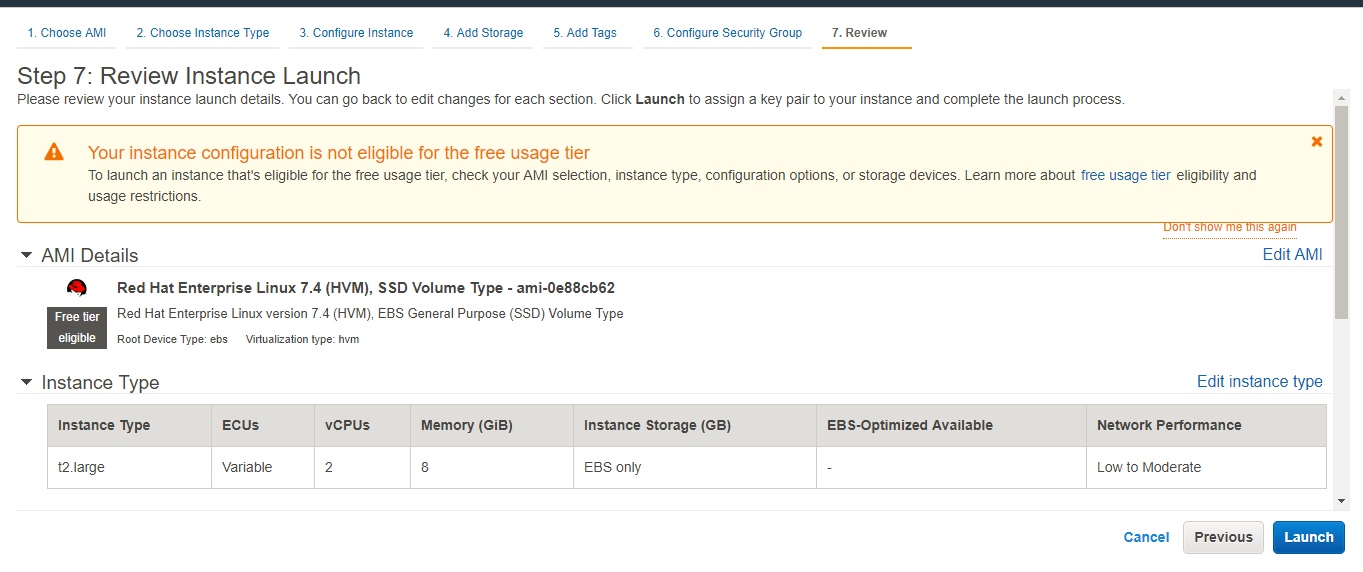 1. Choose AMI 2. Choose Instance Type 3. Configure Instance 4. Add Storage 5. Add Tags 6. Configure Security Group 7. Review
Step 7: Review Instance Launch
Please review your instance launch details. You can go back to edit changes for each section. Click Launch to assign a key pair to your instance and complete the launch process.
Your instance configuration is not eligible for the free usage tier
To launch an instance that's eligible for the free usage tier, check your AMI selection, instance type, configuration options, or storage devices. Learn more about free usage tier eligibility and
usage restrictions.
Don't show me this again
AMI Details Edit AMI
Red Hat Enterprise Linux 7.4 (HVM), SSD Volume Type - ami-0e88cb62
Free tier
eligible
Red Hat Enterprise Linux version 7.4 (HVM), EBS General Purpose (SSD) Volume Type
Root Device Type: ebs Virtualization type: hvm
Instance Type Edit instance type
Instance Type ECUs vCPUs Memory (GiB) Instance Storage (GB) EBS-Optimized Available Network Performance
t2.large Variable 2 8 EBS only - Low to Moderate
Cancel Previous Launch